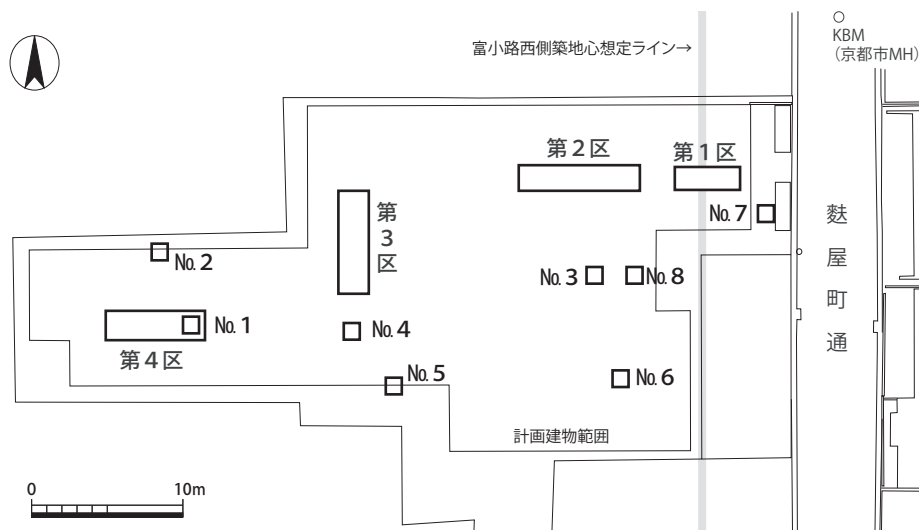 KBM
(京都市MH)
富小路西側築地心想定ライン→
第2区
第1区
第3区
No.7
麩屋町通
No.2
No.3
No.8
No.1
No.4
第4区
No.5
No.6
計画建物範囲
0 10m